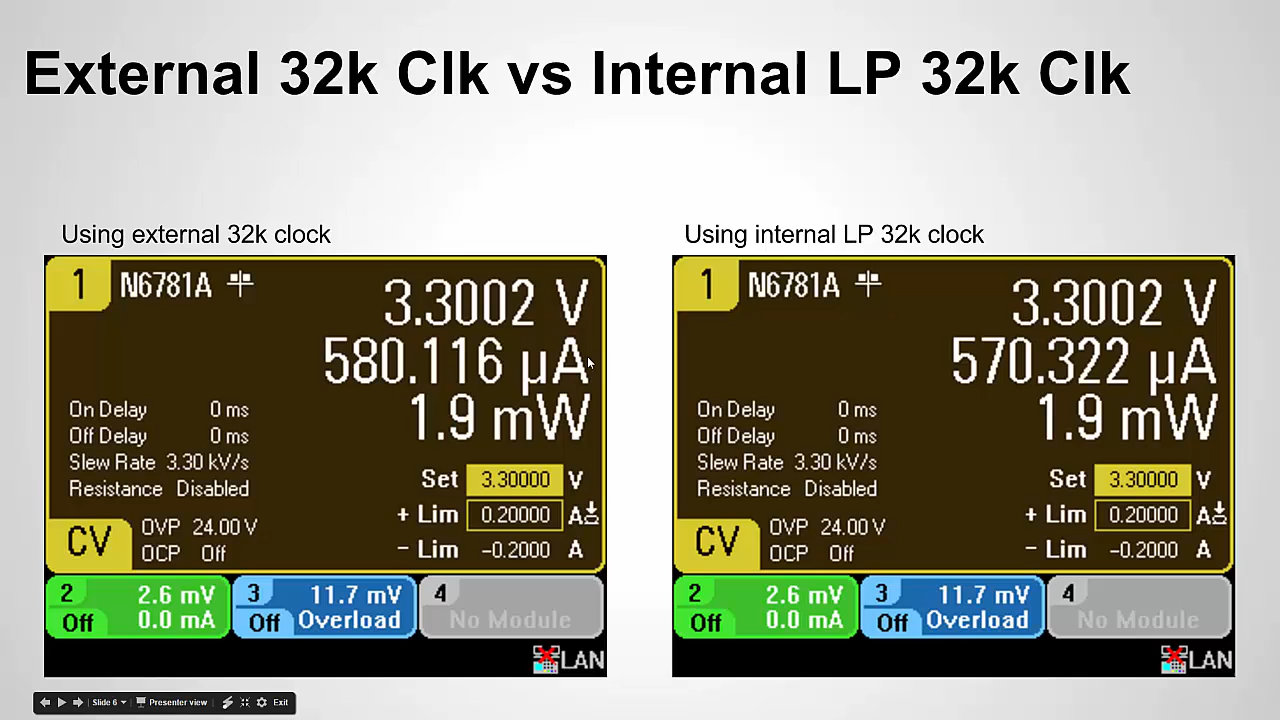 External 32k Clk vs Internal LP 32k Clk
Using external 32k clock
1 N6781A
3.3002 V
580.116 µA
1.9 mW
On Delay 0 ms
Off Delay 0 ms
Slew Rate 3.30 kV/s
Resistance Disabled
Set 3.30000 V
+ Lim 0.20000 A
- Lim -0.2000 A
CV
OVP 24.00 V
OCP Off
2 2.6 mV
Off 0.0 mA
3 11.7 mV
Off Overload
4
No Module
LAN
Using internal LP 32k clock
1 N6781A
3.3002 V
570.322 µA
1.9 mW
On Delay 0 ms
Off Delay 0 ms
Slew Rate 3.30 kV/s
Resistance Disabled
Set 3.30000 V
+ Lim 0.20000 A
- Lim -0.2000 A
CV
OVP 24.00 V
OCP Off
2 2.6 mV
Off 0.0 mA
3 11.7 mV
Off Overload
4
No Module
LAN
Slide 6 Presenter view Exit